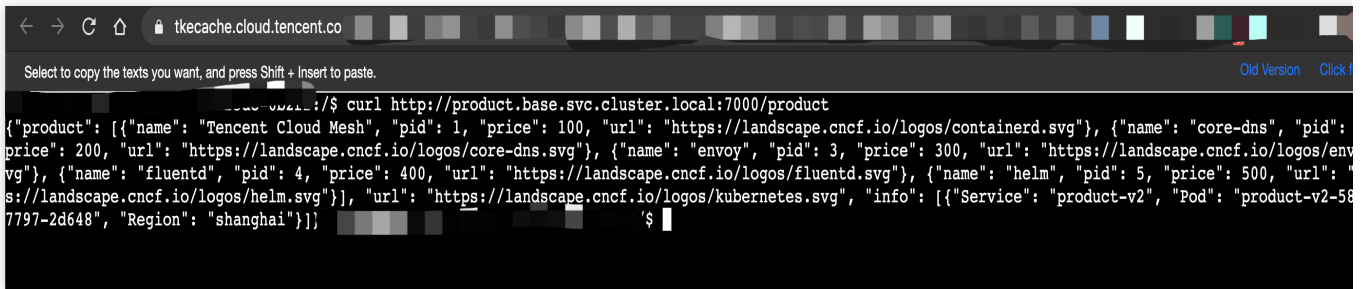 tkecache.cloud.tencent.co
Select to copy the texts you want, and press Shift + Insert to paste.
Old Version Click f
:/$ curl http://product.base.svc.cluster.local:7000/product
{"product": [{"name": "Tencent Cloud Mesh", "pid": 1, "price": 100, "url": "https://landscape.cncf.io/logos/containerd.svg"}, {"name": "core-dns", "pid":
price": 200, "url": "https://landscape.cncf.io/logos/core-dns.svg"}, {"name": "envoy", "pid": 3, "price": 300, "url": "https://landscape.cncf.io/logos/env
vg"}, {"name": "fluentd", "pid": 4, "price": 400, "url": "https://landscape.cncf.io/logos/fluentd.svg"}, {"name": "helm", "pid": 5, "price": 500, "url": "
s://landscape.cncf.io/logos/helm.svg"}], "url": "https://landscape.cncf.io/logos/kubernetes.svg", "info": [{"Service": "product-v2", "Pod": "product-v2-58
7797-2d648", "Region": "shanghai"}]}
$